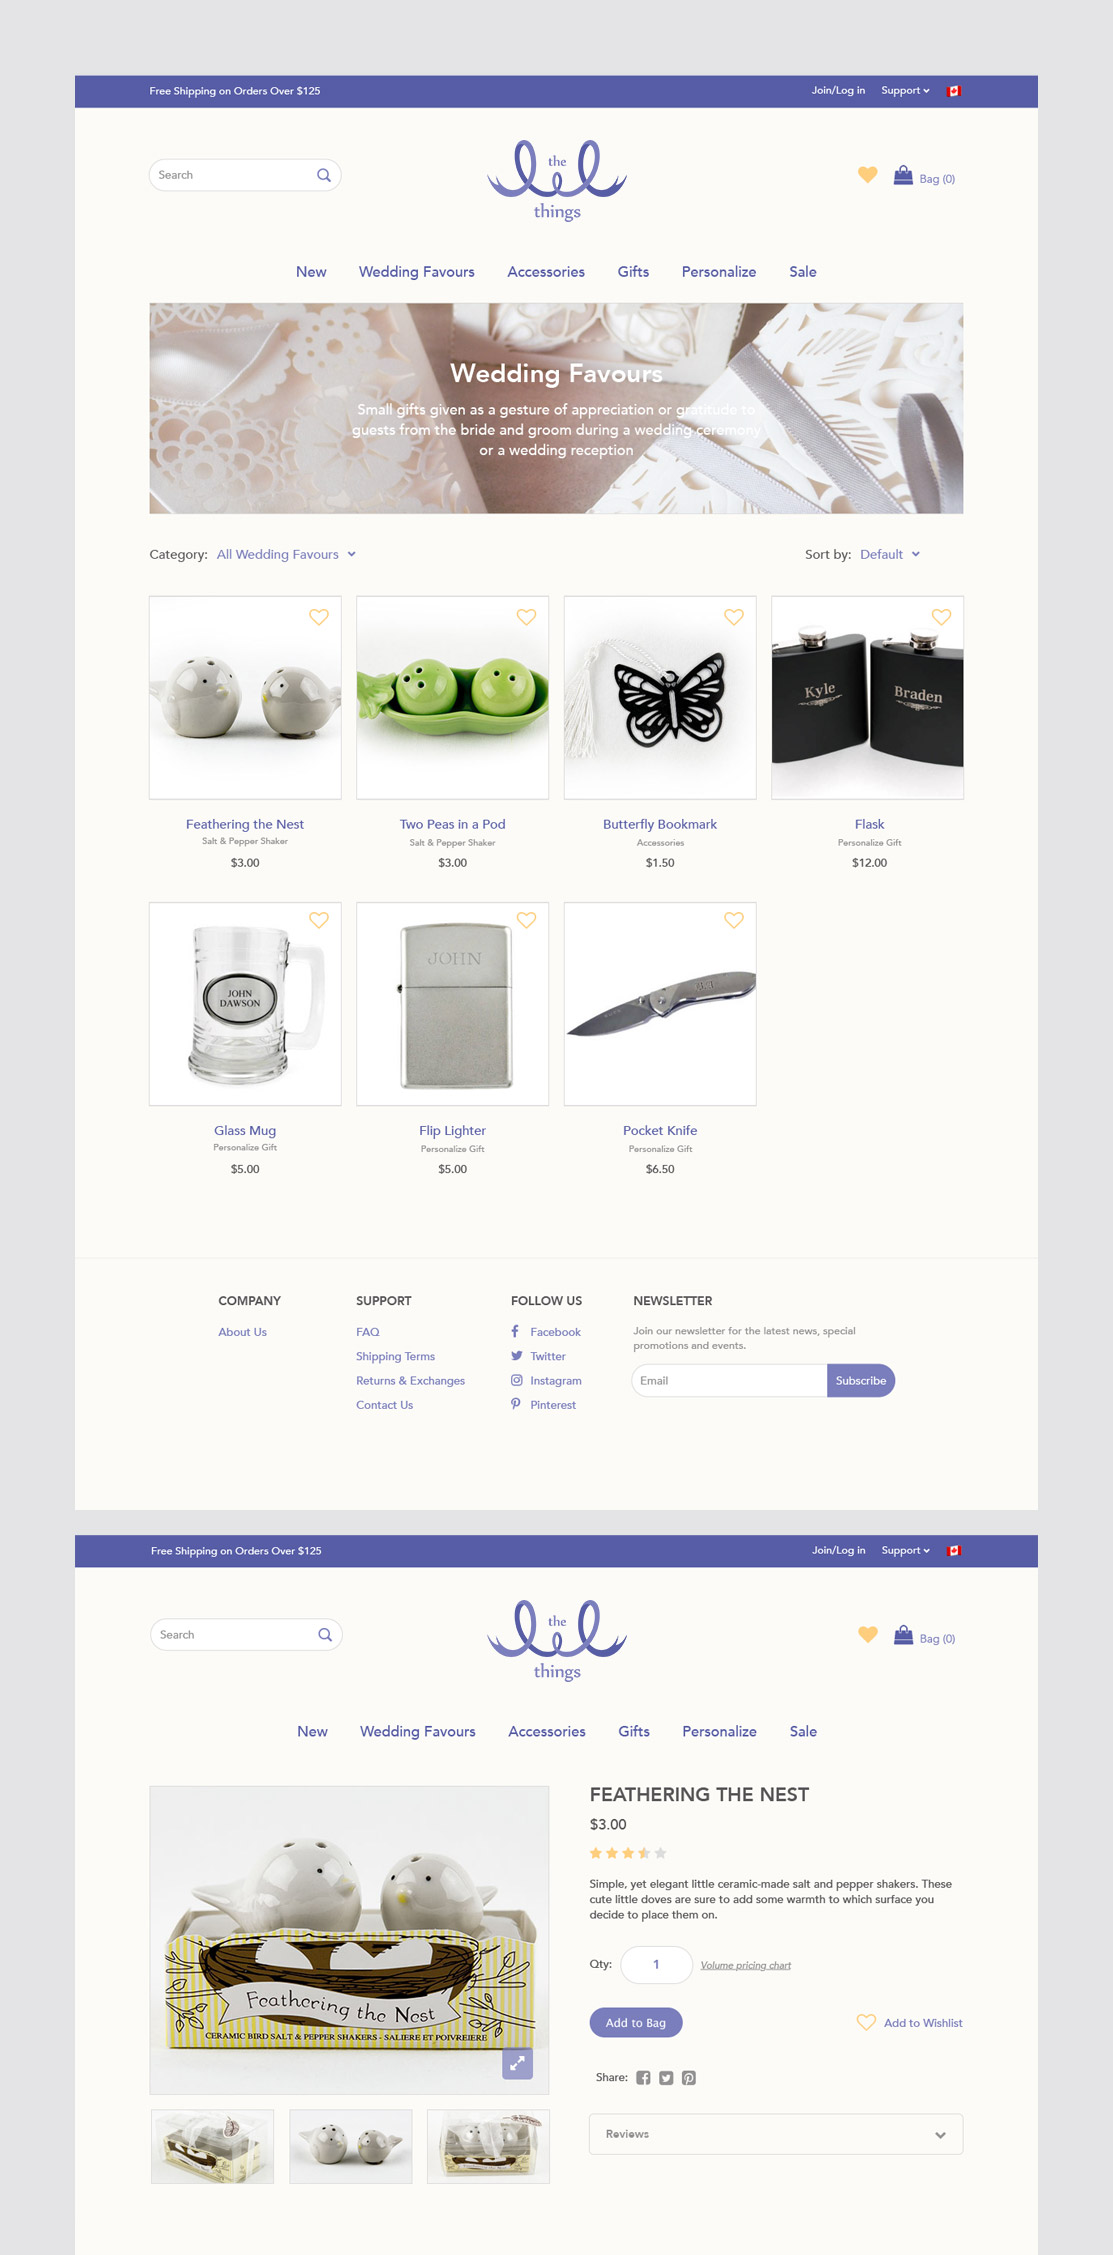 Free Shipping on Orders Over $125
Join/Log in Support
Search
the
lil
things
Bag (0)
New Wedding Favours Accessories Gifts Personalize Sale
Wedding Favours
Small gifts given as a gesture of appreciation or gratitude to
guests from the bride and groom during a wedding ceremony
or a wedding reception
Category: All Wedding Favours
Sort by: Default
Kyle
Braden
Feathering the Nest
Salt & Pepper Shaker
$3.00
Two Peas in a Pod
Salt & Pepper Shaker
$3.00
Butterfly Bookmark
Accessories
$1.50
Flask
Personalize Gift
$12.00
JOHN
DAWSON
JOHN
Glass Mug
Personalize Gift
$5.00
Flip Lighter
Personalize Gift
$5.00
Pocket Knife
Personalize Gift
$6.50
COMPANY
About Us
SUPPORT
FAQ
Shipping Terms
Returns & Exchanges
Contact Us
FOLLOW US
Facebook
Twitter
Instagram
Pinterest
NEWSLETTER
Join our newsletter for the latest news, special
promotions and events.
Email
Subscribe
Free Shipping on Orders Over $125
Join/Log in Support
Search
the
lil
things
Bag (0)
New Wedding Favours Accessories Gifts Personalize Sale
Feathering the Nest
CERAMIC BIRD SALT & PEPPER SHAKERS - SALIERE ET POIVREIERE
FEATHERING THE NEST
$3.00
Simple, yet elegant little ceramic-made salt and pepper shakers. These
cute little doves are sure to add some warmth to which surface you
decide to place them on.
Qty: 1 Volume pricing chart
Add to Bag
Add to Wishlist
Share:
Reviews